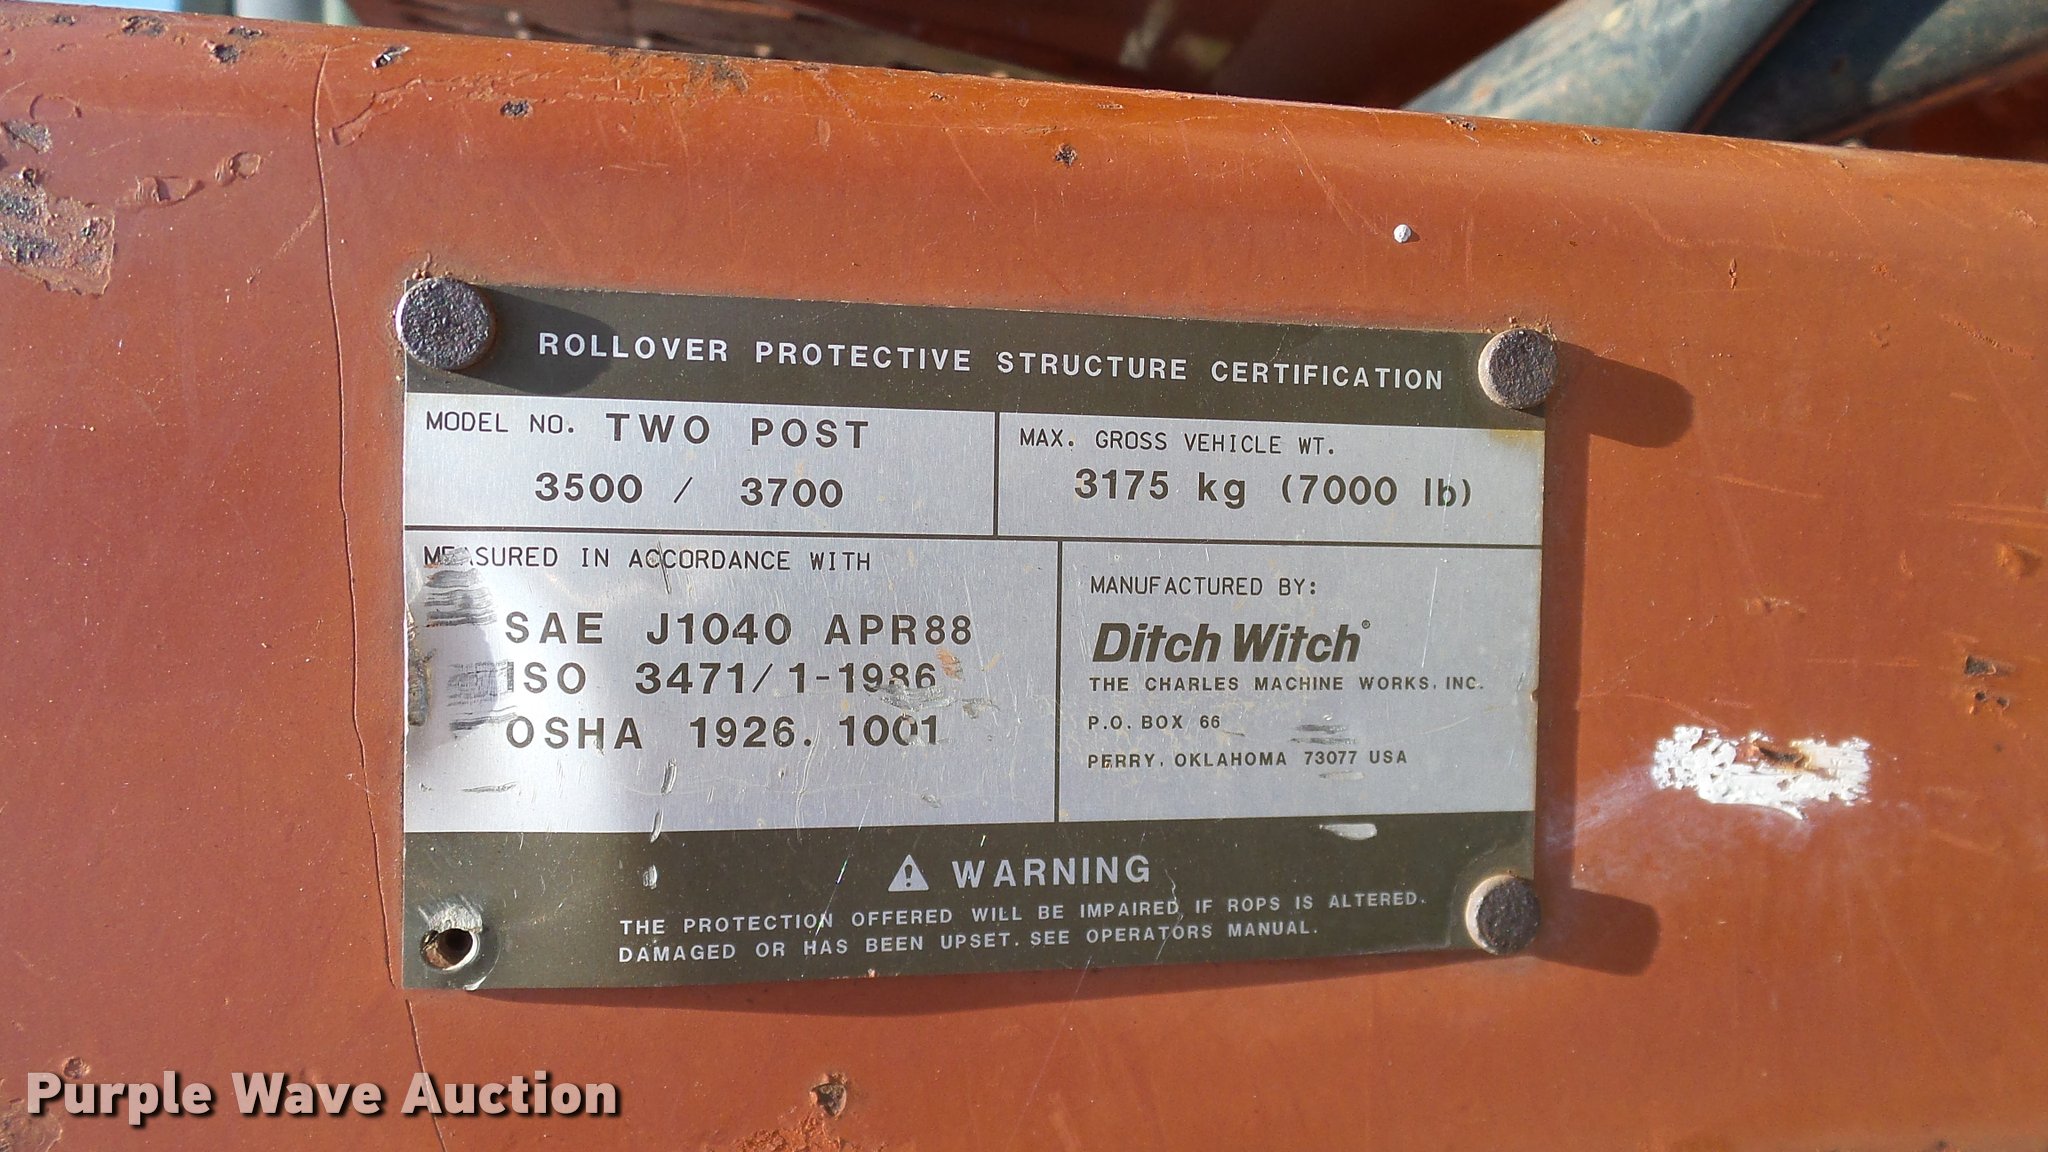 ROLLOVER PROTECTIVE STRUCTURE CERTIFICATION
MODEL NO. TWO POST
3500 / 3700
MAX. GROSS VEHICLE WT.
3175 kg (7000 lb)
MEASURED IN ACCORDANCE WITH
SAE J1040 APR88
ISO 3471/1-1986
OSHA 1926.1001
MANUFACTURED BY:
Ditch Witch®
THE CHARLES MACHINE WORKS, INC.
P.O. BOX 66
PERRY, OKLAHOMA 73077 USA
⚠ WARNING
THE PROTECTION OFFERED WILL BE IMPAIRED IF ROPS IS ALTERED.
DAMAGED OR HAS BEEN UPSET. SEE OPERATORS MANUAL.
Purple Wave Auction